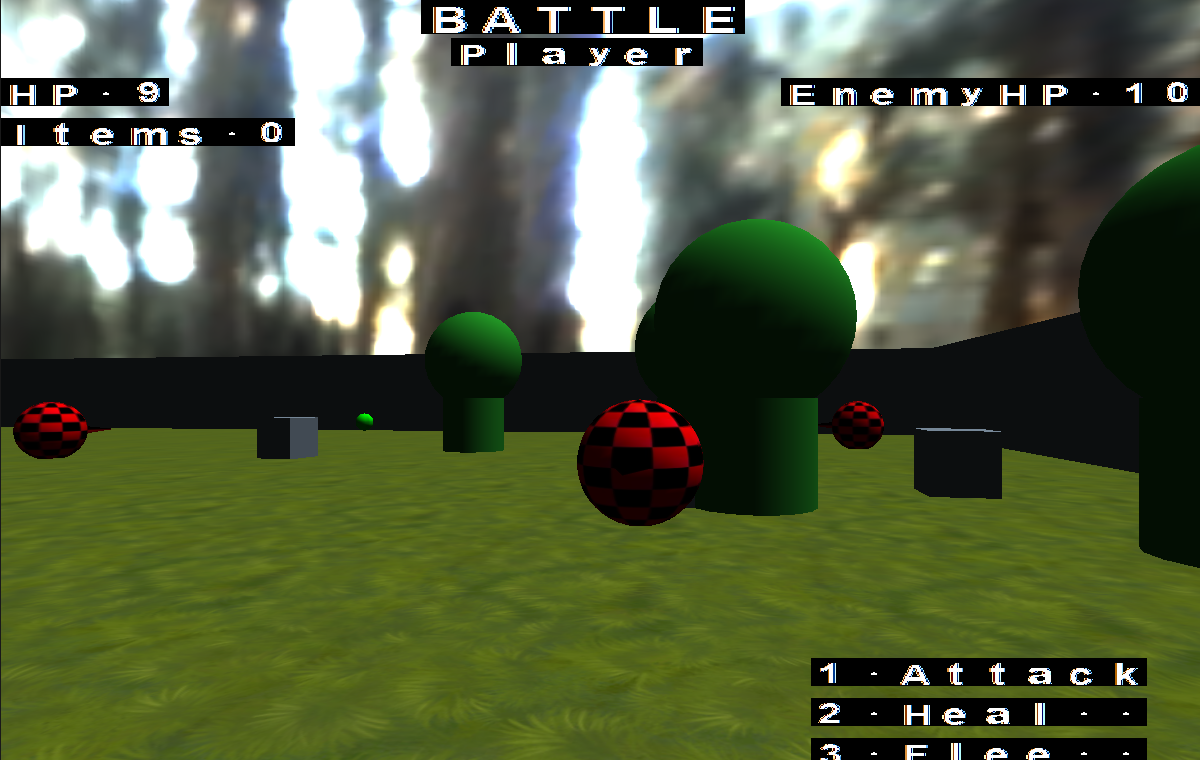 BATTLE
Player
HP·9
EnemyHP·10
Items·0
1·Attack
2·Heal··
3·Flee··